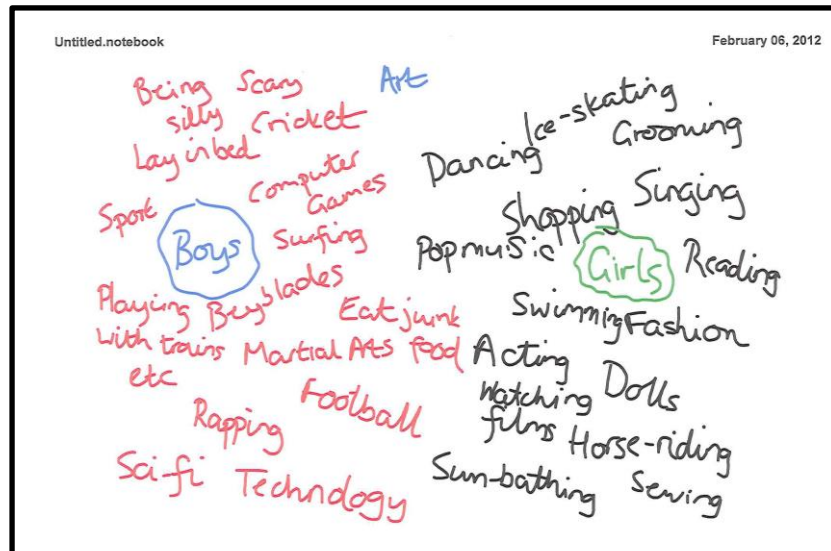 Untitled.notebook
February 06, 2012
Being Scary
silly Cricket
Lay in bed
Computer
Games
Sport
Boys
Surfing
Playing Beyblades
with trains
etc
Eat junk
food
Martial Arts
Football
Rapping
Sci-fi
Technology
Art
Ice-skating
Grooming
Dancing
Singing
Shopping
Pop music
Girls
Reading
Swimming
Fashion
Acting
Watching
films
Dolls
Horse-riding
Sun-bathing
Sewing